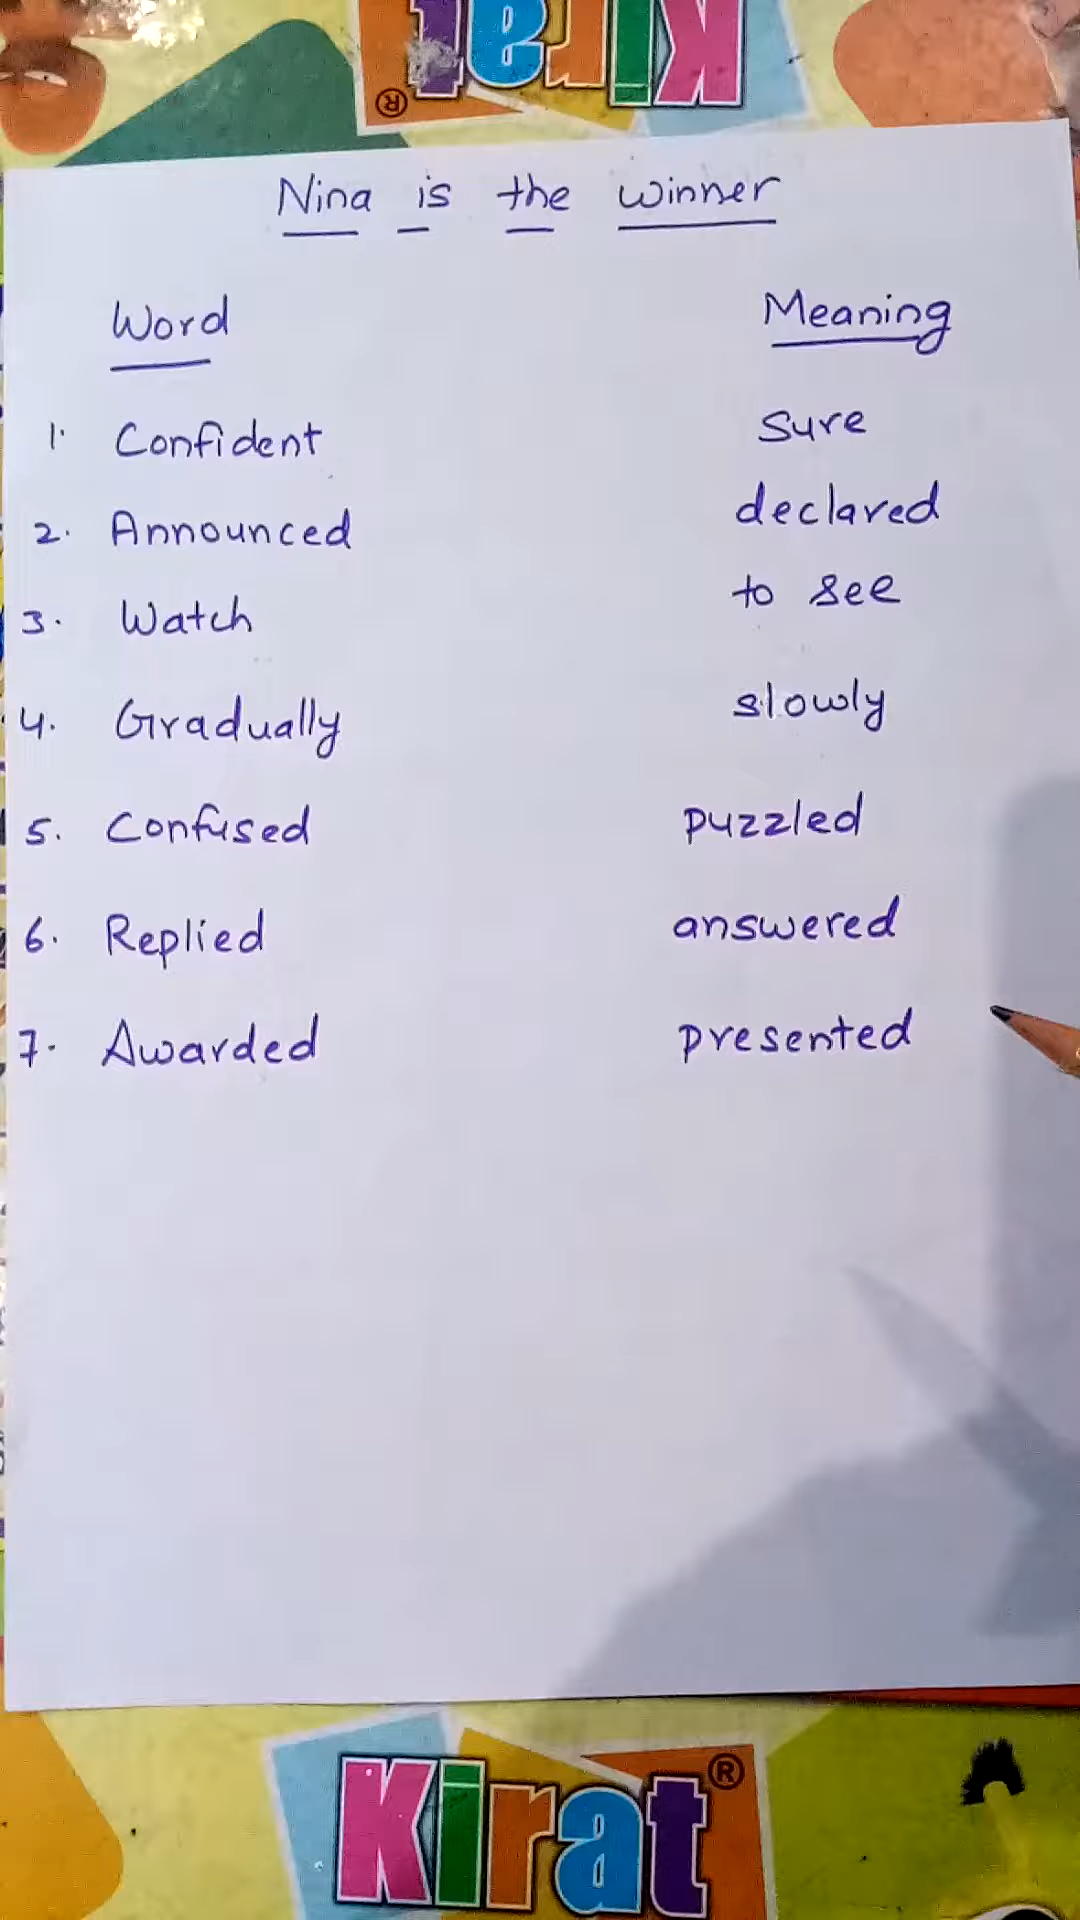 Kirat®
Nina is the winner
Word Meaning
1. Confident sure
2. Announced declared
3. Watch to see
4. Gradually slowly
5. Confused puzzled
6. Replied answered
7. Awarded presented
Kirat®